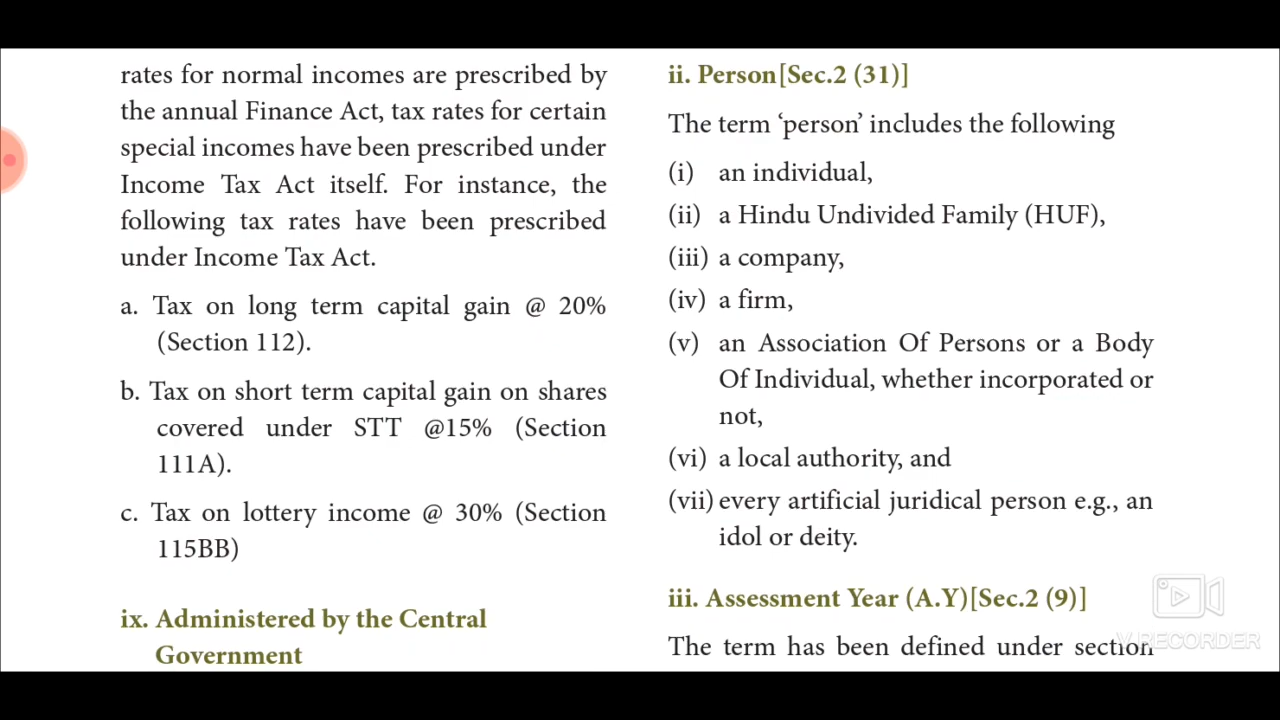 rates for normal incomes are prescribed by
the annual Finance Act, tax rates for certain
special incomes have been prescribed under
Income Tax Act itself. For instance, the
following tax rates have been prescribed
under Income Tax Act.
a. Tax on long term capital gain @ 20%
(Section 112).
b. Tax on short term capital gain on shares
covered under STT @15% (Section
111A).
c. Tax on lottery income @ 30% (Section
115BB)
ix. Administered by the Central
Government
ii. Person[Sec.2 (31)]
The term ‘person’ includes the following
(i) an individual,
(ii) a Hindu Undivided Family (HUF),
(iii) a company,
(iv) a firm,
(v) an Association Of Persons or a Body
Of Individual, whether incorporated or
not,
(vi) a local authority, and
(vii) every artificial juridical person e.g., an
idol or deity.
iii. Assessment Year (A.Y)[Sec.2 (9)]
The term has been defined under section
V.RECORDER